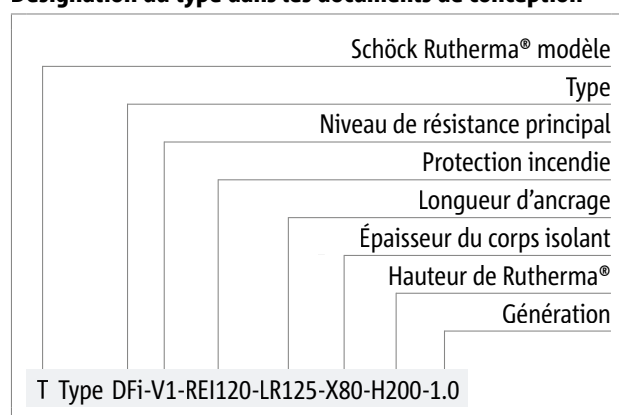 Désignation du type dans les documents de conception
Schöck Rutherma® modèle
Type
Niveau de résistance principal
Protection incendie
Longueur d’ancrage
Épaisseur du corps isolant
Hauteur de Rutherma®
Génération
T Type DFi-V1-REI120-LR125-X80-H200-1.0